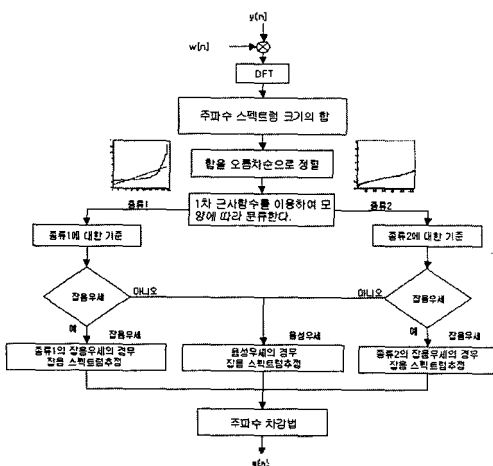 y[n]
w[n]
DFT
주파수 스펙트럼 크기의 합
합을 오름차순으로 정렬
종류1
1차 근사함수를 이용하여 모
양에 따라 분류한다.
종류2
종류1에 대한 기준
종류2에 대한 기준
잡음우세
아니오
아니오
잡음우세
예
잡음우세
음성우세
예
잡음우세
종류1의 잡음우세의 경우
잡음 스펙트럼추정
음성우세의 경우
잡음 스펙트럼추정
종류2의 잡음우세의 경우
잡음 스펙트럼추정
주파수 차감법